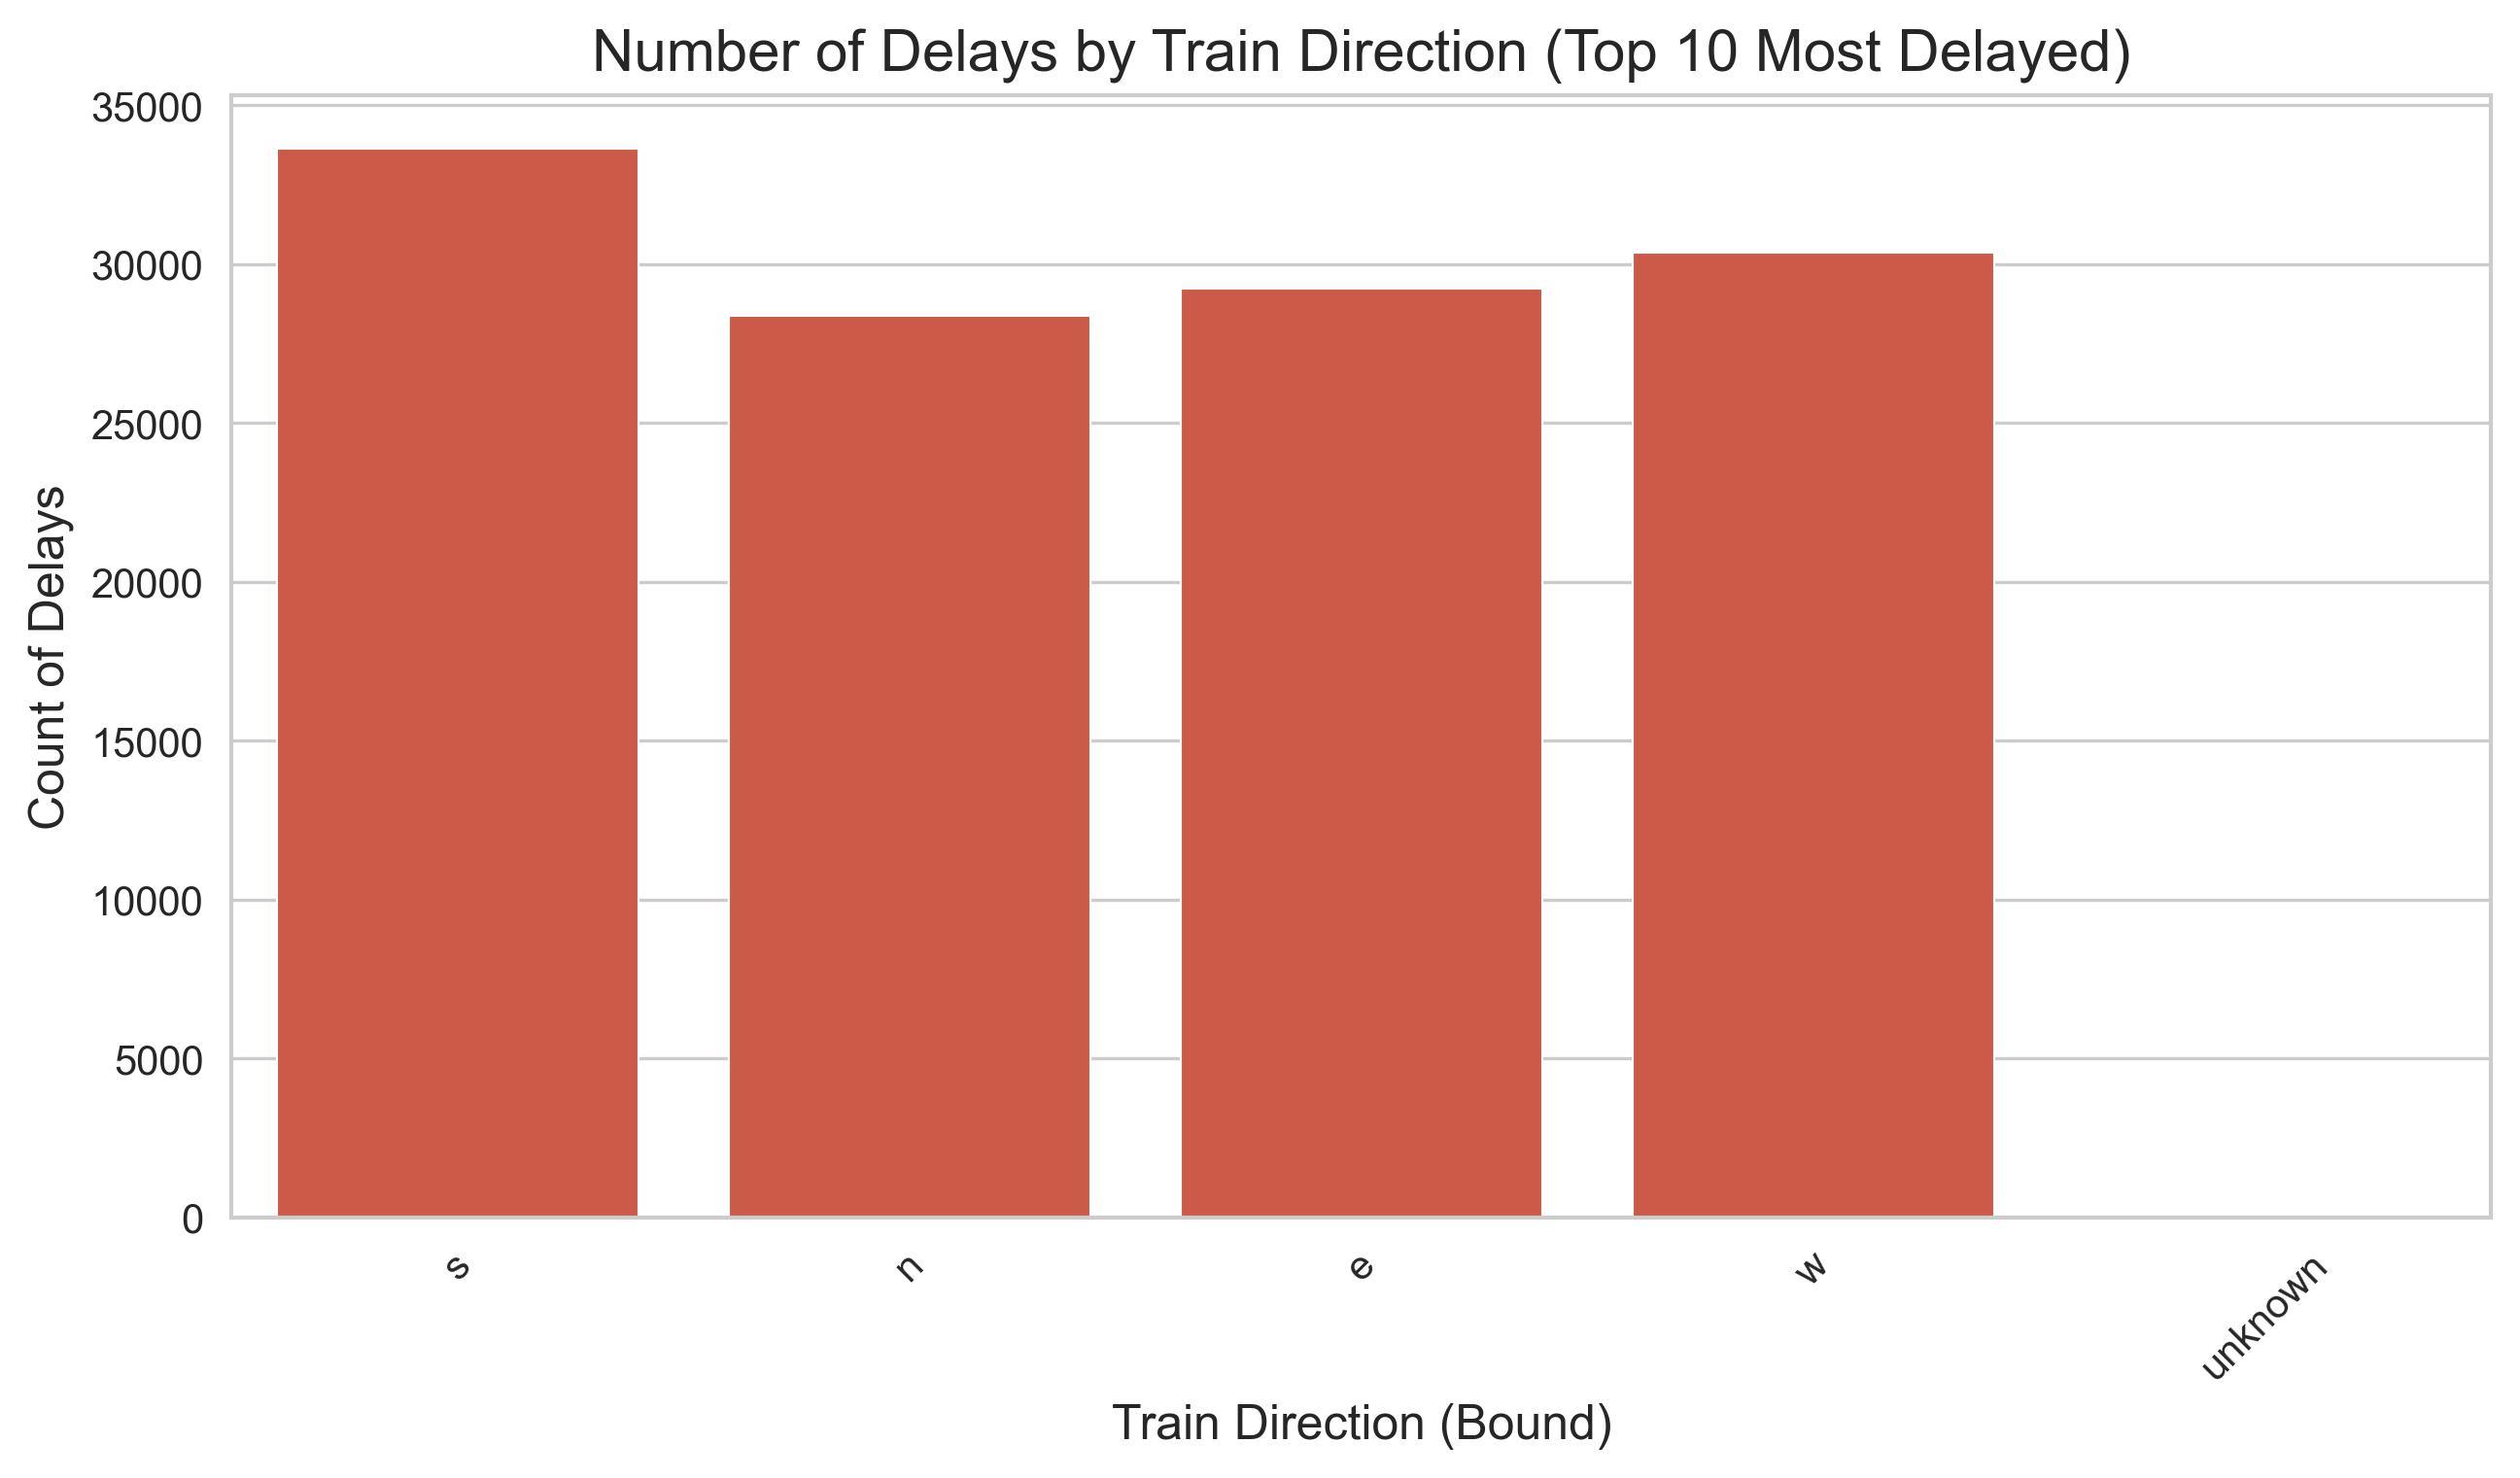 Number of Delays by Train Direction (Top 10 Most Delayed)
35000
30000
25000
20000
15000
10000
5000
0
Count of Delays
s
n
e
w
unknown
Train Direction (Bound)